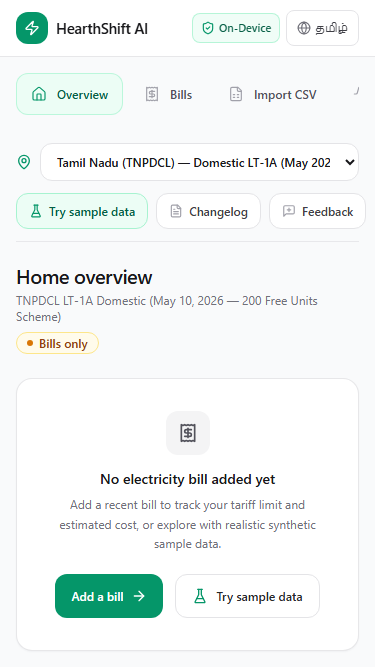 HearthShift AI
On-Device
தமிழ்
Overview
Bills
Import CSV
Tamil Nadu (TNPDCL) — Domestic LT-1A (May 202
Try sample data
Changelog
Feedback
Home overview
TNPDCL LT-1A Domestic (May 10, 2026 — 200 Free Units
Scheme)
Bills only
No electricity bill added yet
Add a recent bill to track your tariff limit and
estimated cost, or explore with realistic synthetic
sample data.
Add a bill
Try sample data